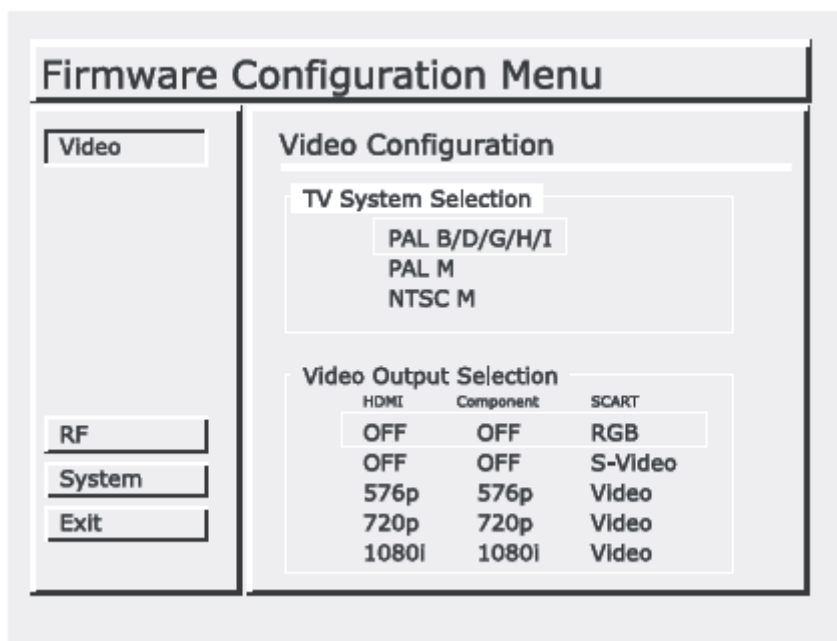 Firmware Configuration Menu
Video
RF
System
Exit
Video Configuration
TV System Selection
PAL B/D/G/H/I
PAL M
NTSC M
Video Output Selection
HDMI Component SCART
OFF OFF RGB
OFF OFF S-Video
576p 576p Video
720p 720p Video
1080i 1080i Video